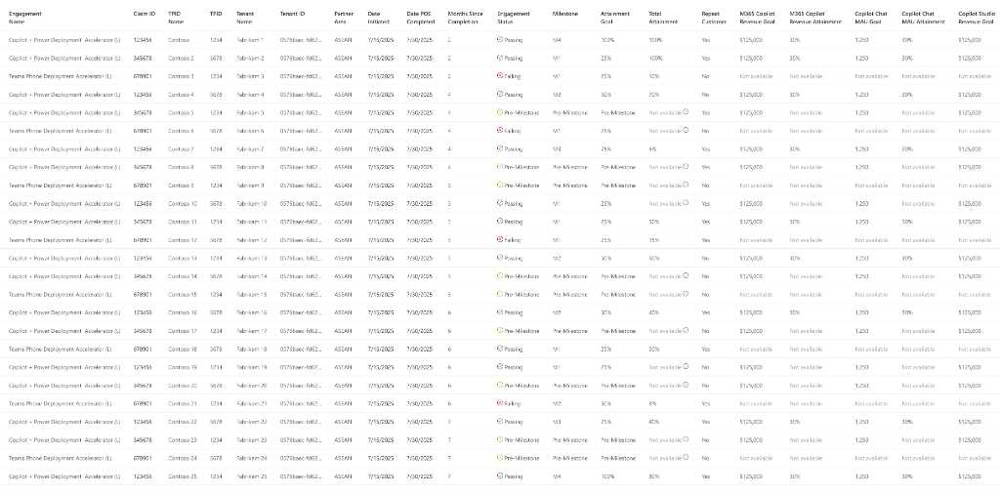 Engagement Claim ID TPID TPID Tenant Tenant ID Partner Date Date POE Months Since Engagement Milestone Attainment Total Repeat M365 Copilot M365 Copilot Copilot Chat Copilot Chat Copilot Studio
Name Name Name Area Initiated Completed Completion Status Goal Attainment Customer Revenue Goal Revenue Attainment MAU Goal MAU Attainment Revenue Goal
Copilot + Power Deployment Accelerator (L) 123456 Contoso 1234 Fabrikam 1 0576baec-fd62... ASEAN 7/15/2025 7/30/2025 2 Passing M4 100% 100% Yes $125,000 30% 1,250 30% $125,000
Copilot + Power Deployment Accelerator (L) 345678 Contoso 2 5678 Fabrikam 2 0576baec-fd62... ASEAN 7/15/2025 7/30/2025 2 Passing M1 25% 100% Yes $125,000 30% 1,250 30% $125,000
Teams Phone Deployment Accelerator (L) 678901 Contoso 3 1234 Fabrikam 3 0576baec-fd62... ASEAN 7/15/2025 7/30/2025 2 Failing M1 25% 10% No Not available Not available Not available Not available Not available
Copilot + Power Deployment Accelerator (L) 123456 Contoso 4 5678 Fabrikam 4 0576baec-fd62... ASEAN 7/15/2025 7/30/2025 4 Passing 50% 70% No $125,000 30% 1,250 30% $125,000
Copilot + Power Deployment Accelerator (L) 345678 Contoso 5 1234 Fabrikam 5 0576baec-fd62... ASEAN 7/15/2025 7/30/2025 4 Pre-Milestone Pre-Milestone Pre-Milestone Not available Yes $125,000 Not available 1,250 Not available $125,000
Teams Phone Deployment Accelerator (L) 678901 Contoso 6 5678 Fabrikam 6 0576baec-fd62... ASEAN 7/15/2025 7/30/2025 4 Failing M1 25% Not available No Not available Not available Not available Not available Not available
Copilot + Power Deployment Accelerator (L) 123456 Contoso 7 1234 Fabrikam 7 0576baec-fd62... ASEAN 7/15/2025 7/30/2025 4 Passing 75% Yes $125,000 30% 1,250 30% $125,000
Copilot + Power Deployment Accelerator (L) 345678 Contoso 8 5678 Fabrikam 8 0576baec-fd62... ASEAN 7/15/2025 7/30/2025 Pre-Milestone Pre-Milestone Pre-Milestone Not available Yes $125,000 Not available 1,250 Not available $125,000
Teams Phone Deployment Accelerator (L) 678901 Contoso 9 5678 Fabrikam 9 0576baec-fd62... ASEAN 7/15/2025 7/30/2025 5 Pre-Milestone Pre-Milestone Pre-Milestone Not available No Not available Not available Not available Not available Not available
Copilot + Power Deployment Accelerator (L) 123456 Contoso 10 5678 Fabrikam 10 0576baec-fd62... ASEAN 7/15/2025 7/30/2025 5 Passing M1 25% Not available Yes $125,000 Not available 1,250 Not available $125,000
Copilot + Power Deployment Accelerator (L) 345678 Contoso 11 1234 Fabrikam 11 0576baec-fd62... ASEAN 7/15/2025 7/30/2025 5 Passing M1 25% 50% Yes $125,000 30% 1,250 30% $125,000
Teams Phone Deployment Accelerator (L) 678901 Contoso 12 5678 Fabrikam 12 0576baec-fd62... ASEAN 7/15/2025 7/30/2025 5 Failing M1 25% 15% Yes Not available Not available Not available Not available Not available
Copilot + Power Deployment Accelerator (L) 123456 Contoso 13 1234 Fabrikam 13 0576baec-fd62... ASEAN 7/15/2025 7/30/2025 5 Passing M2 50% 50% No $125,000 30% 1,250 30% $125,000
Copilot + Power Deployment Accelerator (L) 345678 Contoso 14 5678 Fabrikam 14 0576baec-fd62... ASEAN 7/15/2025 7/30/2025 5 Pre-Milestone Pre-Milestone Pre-Milestone Not available No $125,000 Not available 1,250 Not available $125,000
Teams Phone Deployment Accelerator (L) 678901 Contoso 15 1234 Fabrikam 15 0576baec-fd62... ASEAN 7/15/2025 7/30/2025 Pre-Milestone Pre-Milestone Pre-Milestone Not available No Not available Not available Not available Not available Not available
Copilot + Power Deployment Accelerator (L) 123456 Contoso 16 5678 Fabrikam 16 0576baec-fd62... ASEAN 7/15/2025 7/30/2025 6 Passing M2 50% 40% Yes $125,000 30% 1,250 30% $125,000
Copilot + Power Deployment Accelerator (L) 345678 Contoso 17 1234 Fabrikam 17 0576baec-fd62... ASEAN 7/15/2025 7/30/2025 6 Pre-Milestone Pre-Milestone Pre-Milestone Not available No $125,000 Not available 1,250 Not available $125,000
Teams Phone Deployment Accelerator (L) 678901 Contoso 18 5678 Fabrikam 18 0576baec-fd62... ASEAN 7/15/2025 7/30/2025 6 Passing M1 25% 50% Yes Not available Not available Not available Not available Not available
Copilot + Power Deployment Accelerator (L) 123456 Contoso 19 1234 Fabrikam 19 0576baec-fd62... ASEAN 7/15/2025 7/30/2025 6 Passing M1 25% Not available No $125,000 Not available 1,250 Not available $125,000
Copilot + Power Deployment Accelerator (L) 345678 Contoso 20 5678 Fabrikam 20 0576baec-fd62... ASEAN 7/15/2025 7/30/2025 6 Pre-Milestone Pre-Milestone Pre-Milestone Not available No $125,000 Not available 1,250 Not available $125,000
Teams Phone Deployment Accelerator (L) 678901 Contoso 21 1234 Fabrikam 21 0576baec-fd62... ASEAN 7/15/2025 7/30/2025 6 Failing M2 50% 8% Yes Not available Not available Not available Not available Not available
Copilot + Power Deployment Accelerator (L) 123456 Contoso 22 5678 Fabrikam 22 0576baec-fd62... ASEAN 7/15/2025 7/30/2025 7 Passing M3 75% 40% Yes $125,000 30% 1,250 30% $125,000
Copilot + Power Deployment Accelerator (L) 345678 Contoso 23 1234 Fabrikam 23 0576baec-fd62... ASEAN 7/15/2025 7/30/2025 7 Pre-Milestone Pre-Milestone Pre-Milestone Not available No $125,000 Not available 1,250 Not available $125,000
Teams Phone Deployment Accelerator (L) 678901 Contoso 24 5678 Fabrikam 24 0576baec-fd62... ASEAN 7/15/2025 7/30/2025 7 Pre-Milestone Pre-Milestone Pre-Milestone Not available No Not available Not available Not available Not available Not available
Copilot + Power Deployment Accelerator (L) 123456 Contoso 25 5678 Fabrikam 25 0576baec-fd62... ASEAN 7/15/2025 7/30/2025 7 Passing M4 100% 80% Yes $125,000 30% 1,250 30% $125,000